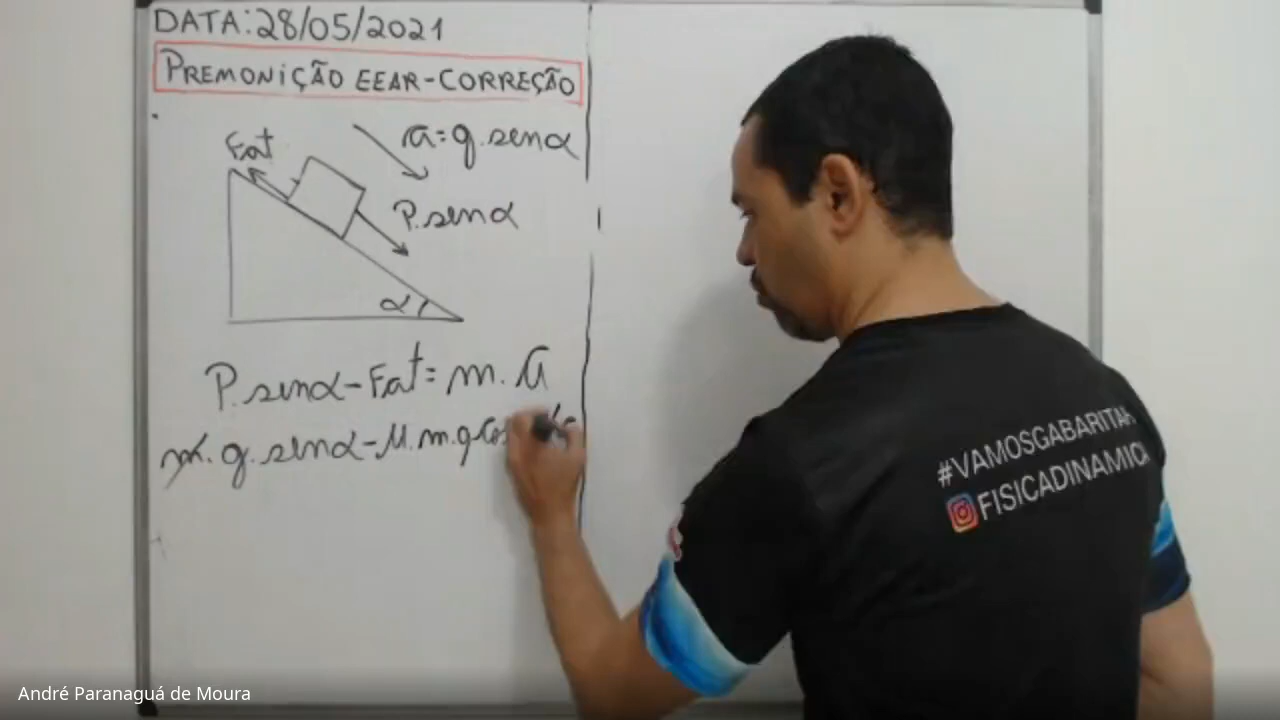 DATA: 28/05/2021
PREMONIÇÃO EEAR-CORREÇÃO
Fat
a=g.senα
P.senα
α
P.senα-Fat=m.a
m.g.senα-μ.m.g.cos
#VAMOSGABARITAR
FISICADINAMICA
André Paranaguá de Moura